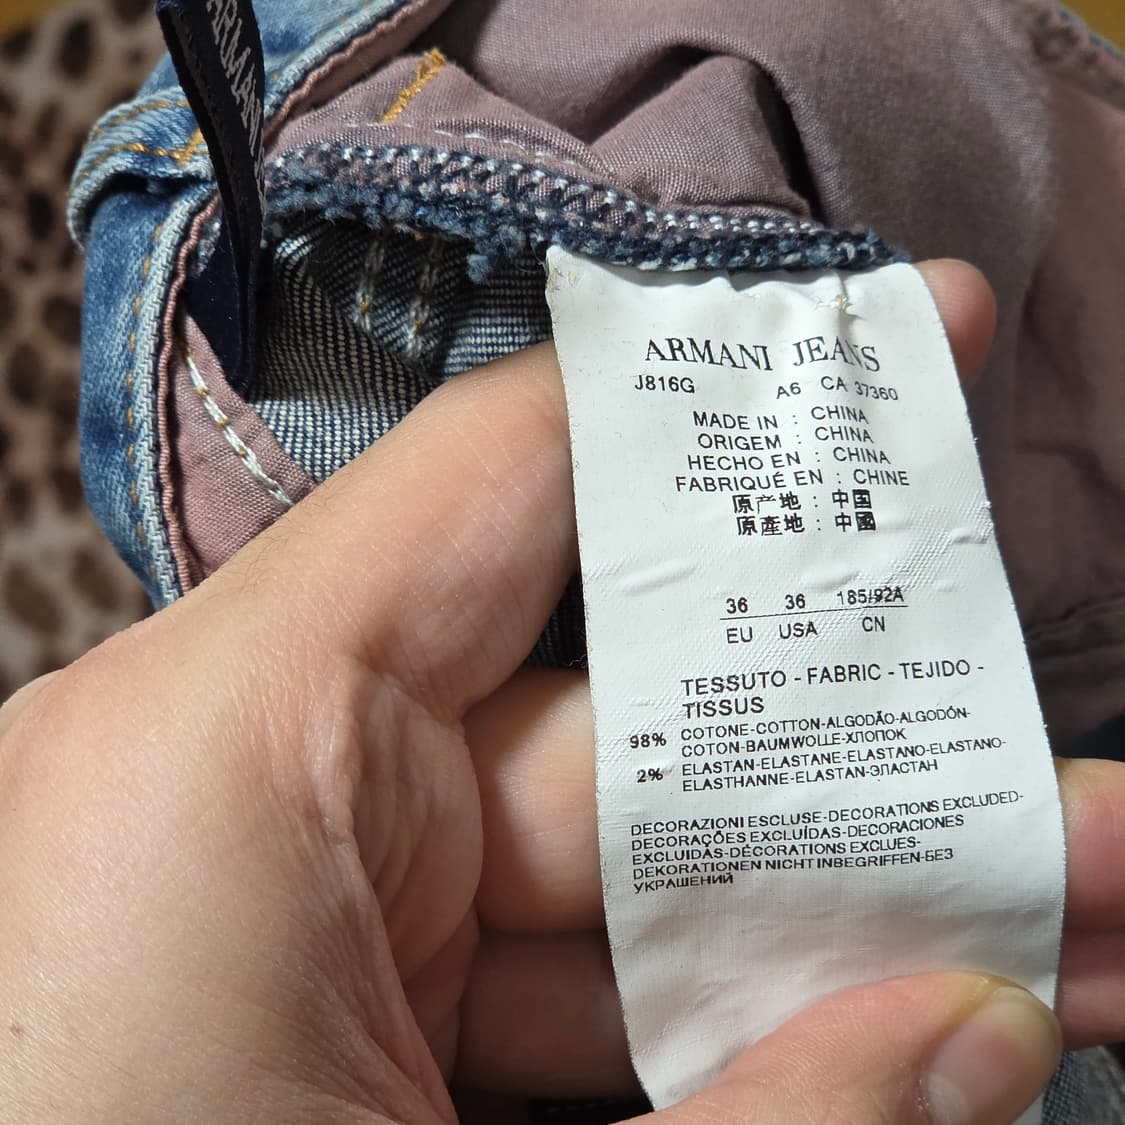 ARMANI
ARMANI JEANS
J816G A6 CA 37360
MADE IN : CHINA
ORIGEM : CHINA
HECHO EN : CHINA
FABRIQUÉ EN : CHINE
原产地 : 中国
原產地 : 中國
36 36 185/92A
EU USA CN
TESSUTO - FABRIC - TEJIDO -
TISSUS
98% COTONE-COTTON-ALGODÃO-ALGODÓN-
COTON-BAUMWOLLE-ХЛОПОК
2% ELASTAN-ELASTANE-ELASTANO-ELASTANO-
ELASTHANNE-ELASTAN-ЭЛАСТАН
DECORAZIONI ESCLUSE-DECORATIONS EXCLUDED-
DECORAÇÕES EXCLUÍDAS-DECORACIONES
EXCLUIDAS-DÉCORATIONS EXCLUES-
DEKORATIONEN NICHT INBEGRIFFEN-БЕЗ
УКРАШЕНИЙ